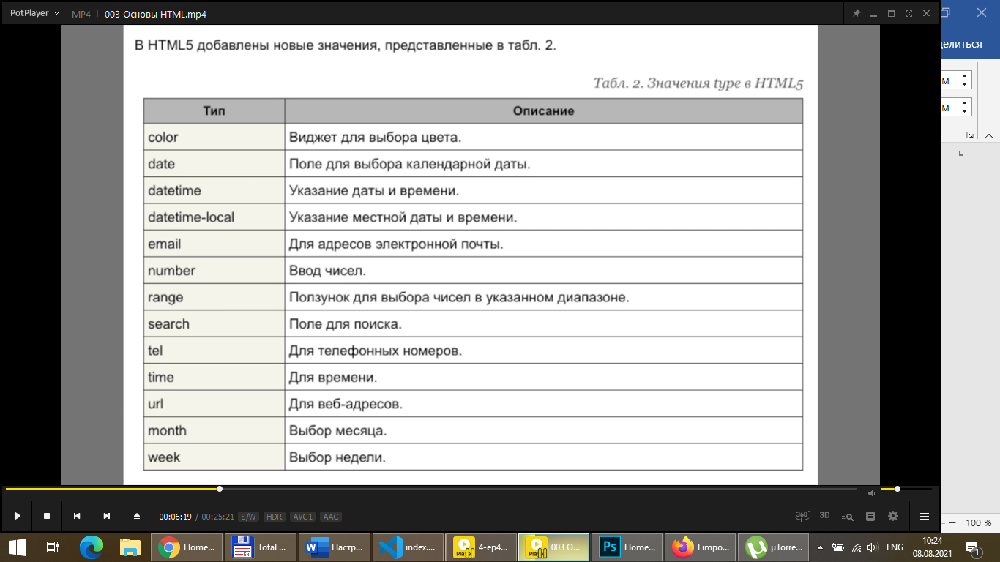 PotPlayer MP4 003 Основы HTML.mp4
елиться
В HTML5 добавлены новые значения, представленные в табл. 2.
Табл. 2. Значения type в HTML5
Тип Описание
color Виджет для выбора цвета.
date Поле для выбора календарной даты.
datetime Указание даты и времени.
datetime-local Указание местной даты и времени.
email Для адресов электронной почты.
number Ввод чисел.
range Ползунок для выбора чисел в указанном диапазоне.
search Поле для поиска.
tel Для телефонных номеров.
time Для времени.
url Для веб-адресов.
month Выбор месяца.
week Выбор недели.
м
м
00:06:19 / 00:25:21 S/W HDR AVC1 AAC 360° 3D
100 %
Home... Total ... Настр... index.... 4-ep4... 003 О... Home... Limpo... µTorre... ENG 10:24
08.08.2021 1